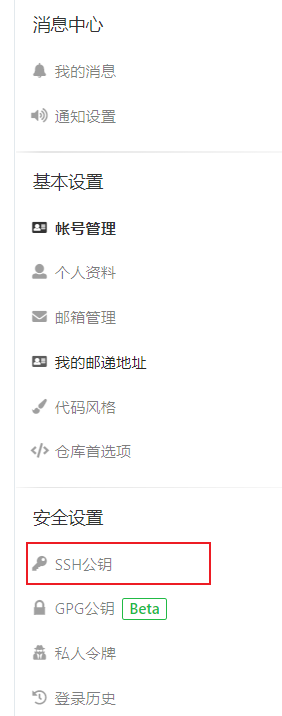 消息中心
我的消息
通知设置
基本设置
帐号管理
个人资料
邮箱管理
我的邮递地址
代码风格
仓库首选项
安全设置
SSH公钥
GPG公钥 Beta
私人令牌
登录历史